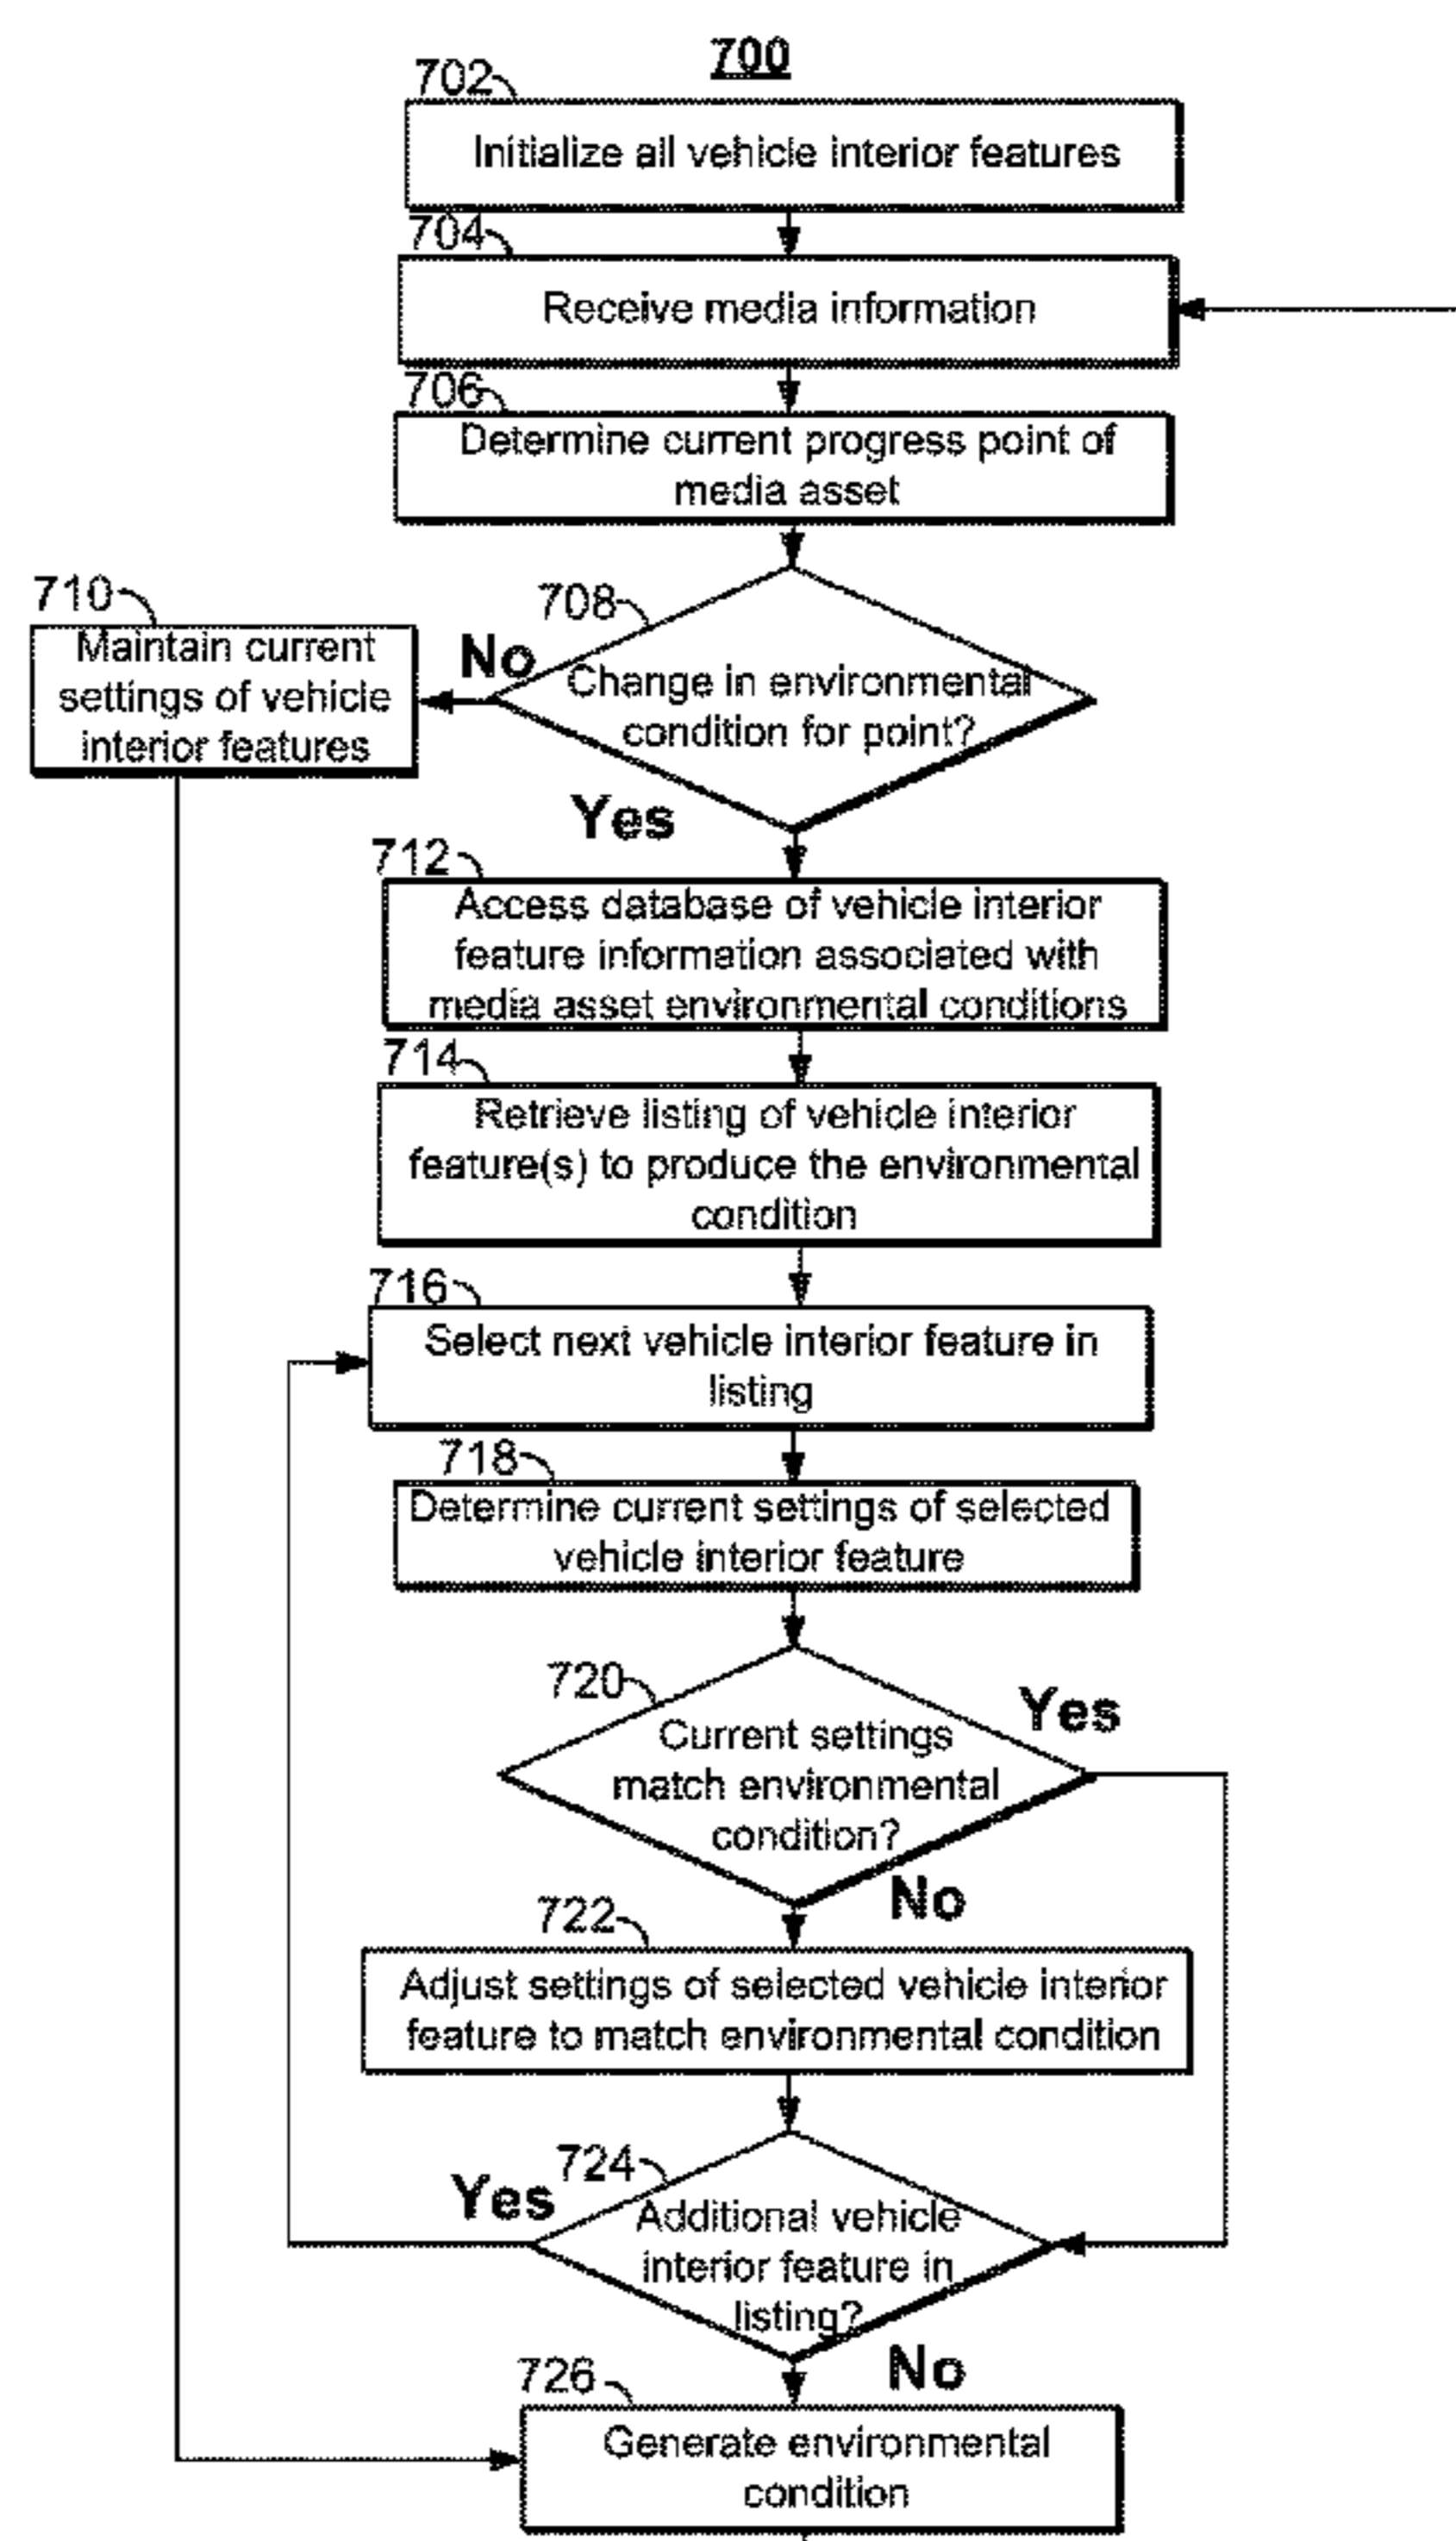 700
702
Initialize all vehicle interior features
704
Receive media information
706
Determine current progress point of
media asset
708
Change in environmental
condition for point?
No
710
Maintain current
settings of vehicle
interior features
Yes
712
Access database of vehicle interior
feature information associated with
media asset environmental conditions
714
Retrieve listing of vehicle interior
feature(s) to produce the environmental
condition
716
Select next vehicle interior feature in
listing
718
Determine current settings of selected
vehicle interior feature
720
Current settings
match environmental
condition?
Yes
No
722
Adjust settings of selected vehicle interior
feature to match environmental condition
724
Additional vehicle
interior feature in
listing?
Yes
No
726
Generate environmental
condition